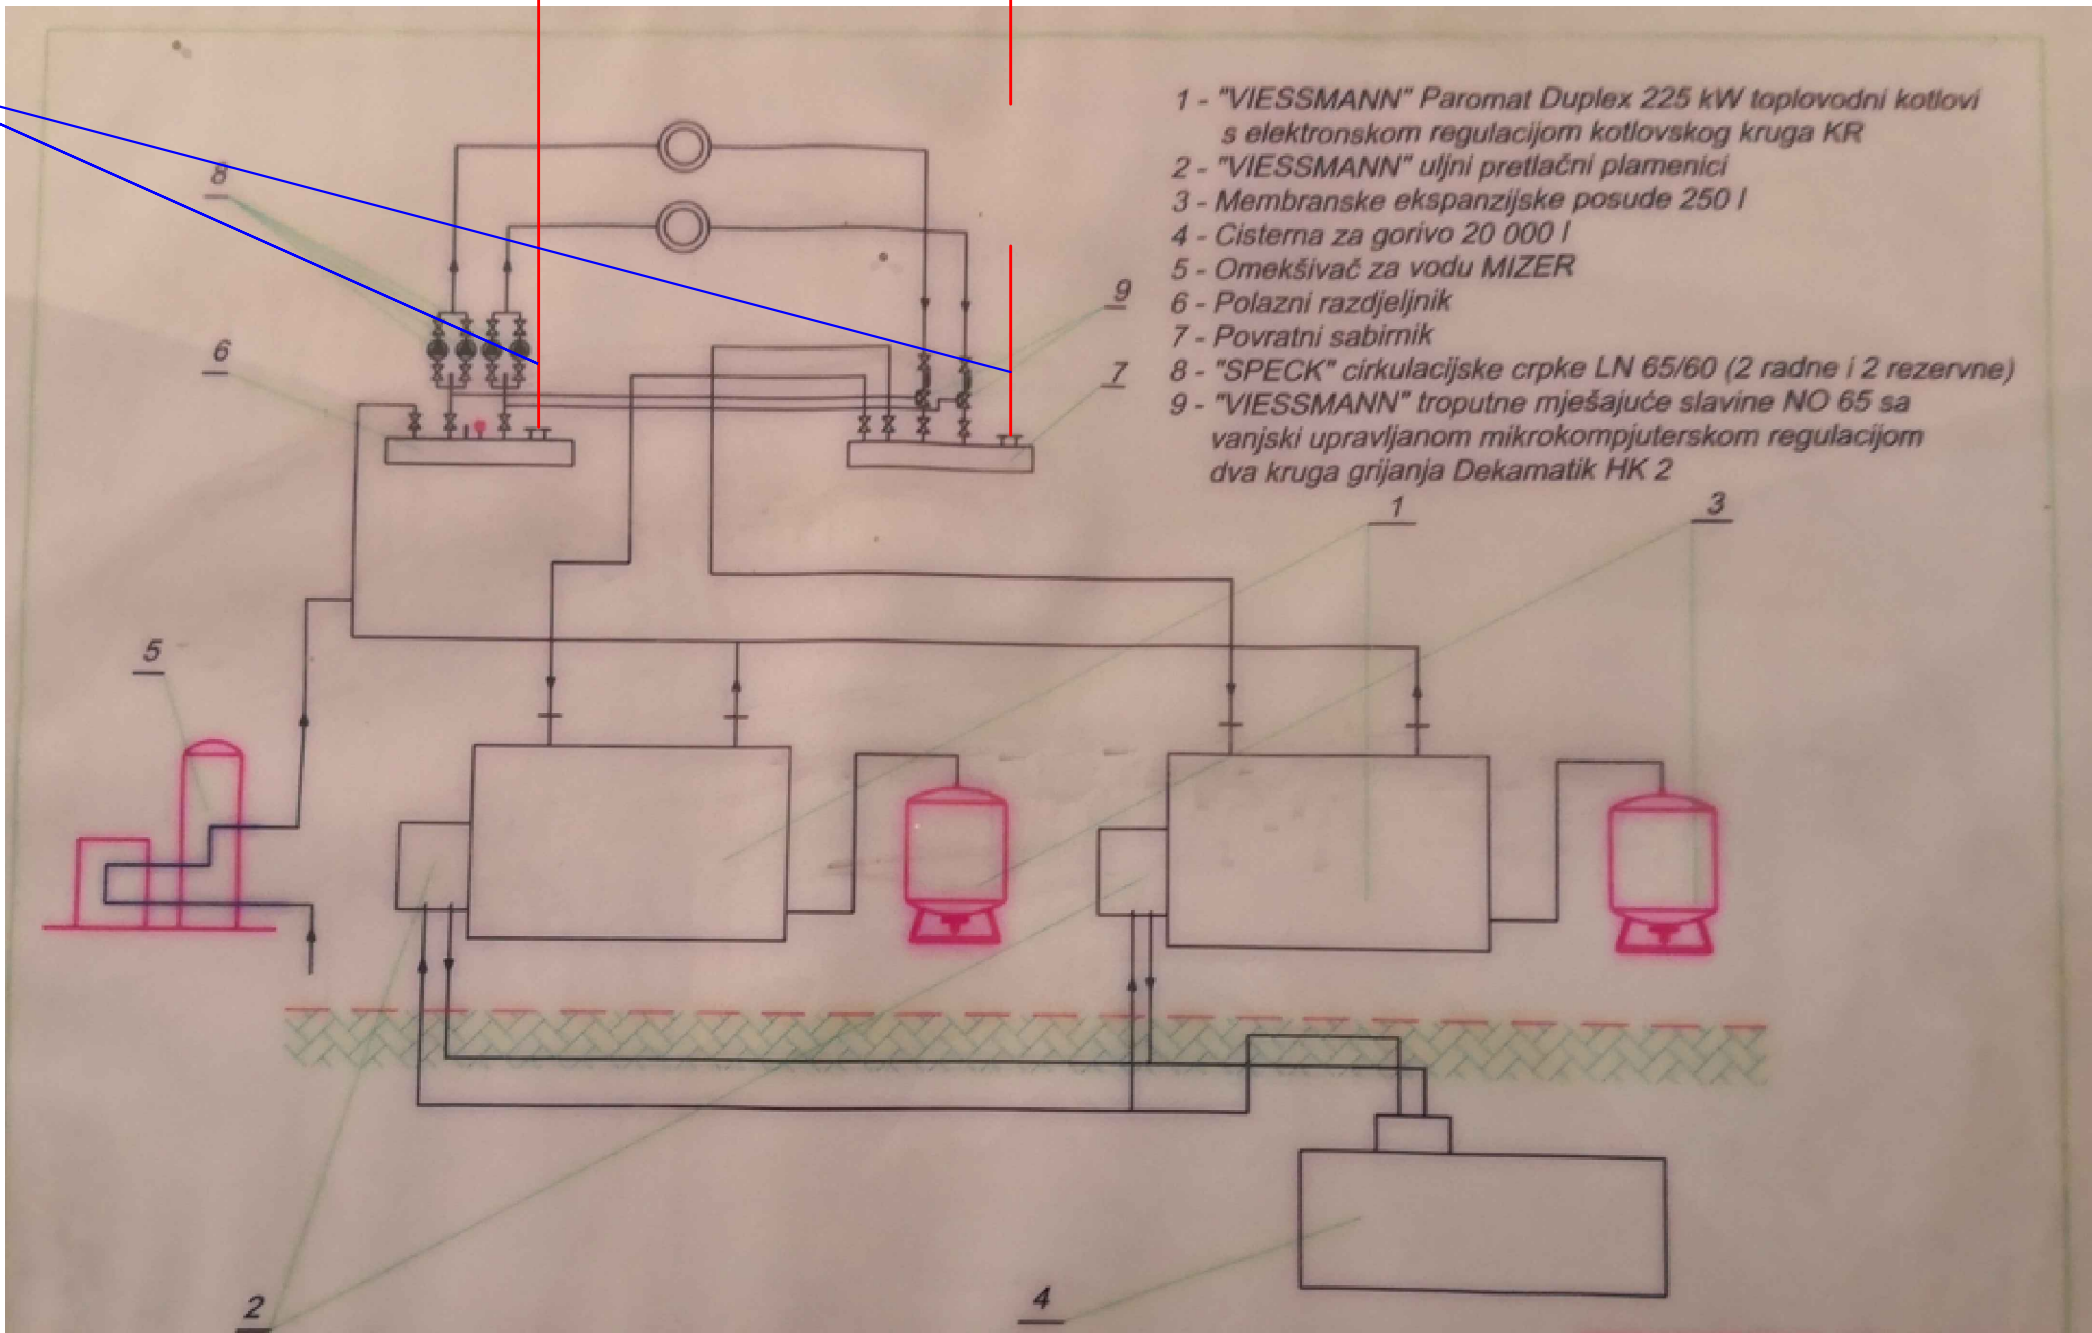 1 - "VIESSMANN" Paromat Duplex 225 kW toplovodni kotlovi
s elektronskom regulacijom kotlovskog kruga KR
2 - "VIESSMANN" uljni pretlačni plamenici
3 - Membranske ekspanzijske posude 250 l
4 - Cisterna za gorivo 20 000 l
5 - Omekšivač za vodu MIZER
6 - Polazni razdjeljnik
7 - Povratni sabirnik
8 - "SPECK" cirkulacijske crpke LN 65/60 (2 radne i 2 rezervne)
9 - "VIESSMANN" troputne mješajuće slavine NO 65 sa
vanjski upravljanom mikrokompjuterskom regulacijom
dva kruga grijanja Dekamatik HK 2
8
9
6
7
1
3
5
2
4